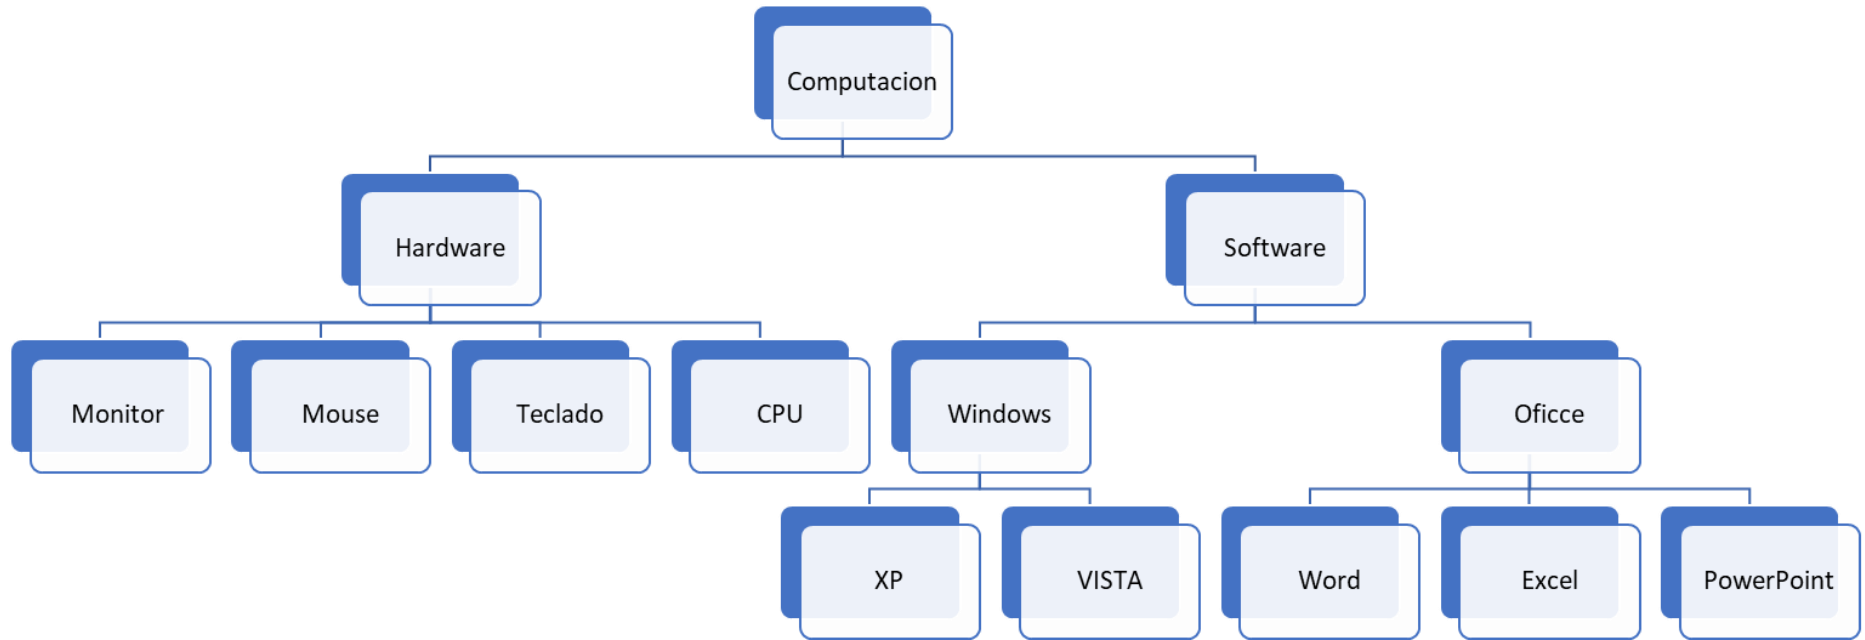 Computacion
Hardware
Software
Monitor
Mouse
Teclado
CPU
Windows
Oficce
XP
VISTA
Word
Excel
PowerPoint